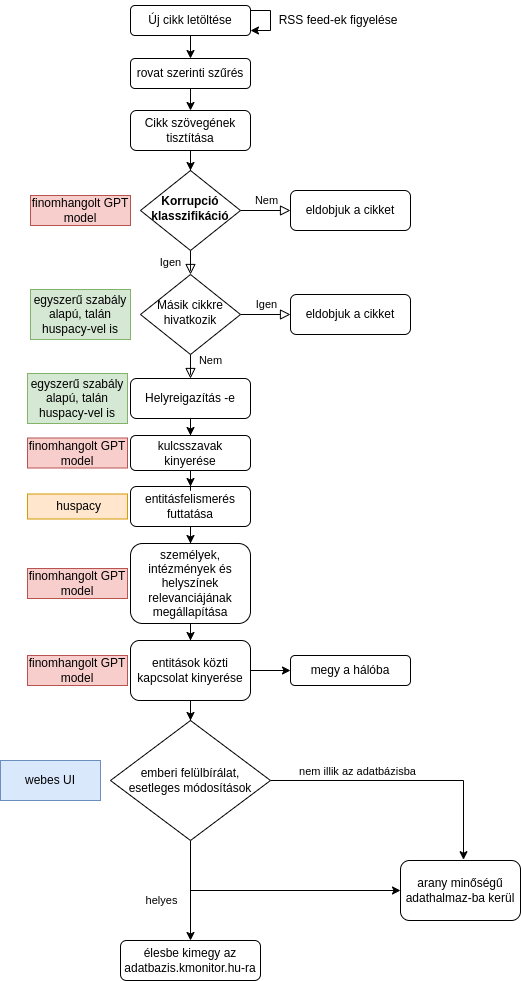 Új cikk letöltése
RSS feed-ek figyelése
rovat szerinti szűrés
Cikk szövegének
tisztítása
finomhangolt GPT
model
Korrupció
klasszifikáció
Nem
eldobjuk a cikket
Igen
egyszerű szabály
alapú, talán
huspacy-vel is
Másik cikkre
hivatkozik
Igen
eldobjuk a cikket
Nem
egyszerű szabály
alapú, talán
huspacy-vel is
Helyreigazítás -e
finomhangolt GPT
model
kulcsszavak
kinyerése
huspacy
entitásfelismerés
futtatása
finomhangolt GPT
model
személyek,
intézmények és
helyszínek
relevanciájának
megállapítása
finomhangolt GPT
model
entitások közti
kapcsolat kinyerése
megy a hálóba
webes UI
emberi felülbírálat,
esetleges módosítások
nem illik az adatbázisba
arany minőségű
adathalmaz-ba kerül
helyes
élesbe kimegy az
adatbazis.kmonitor.hu-ra